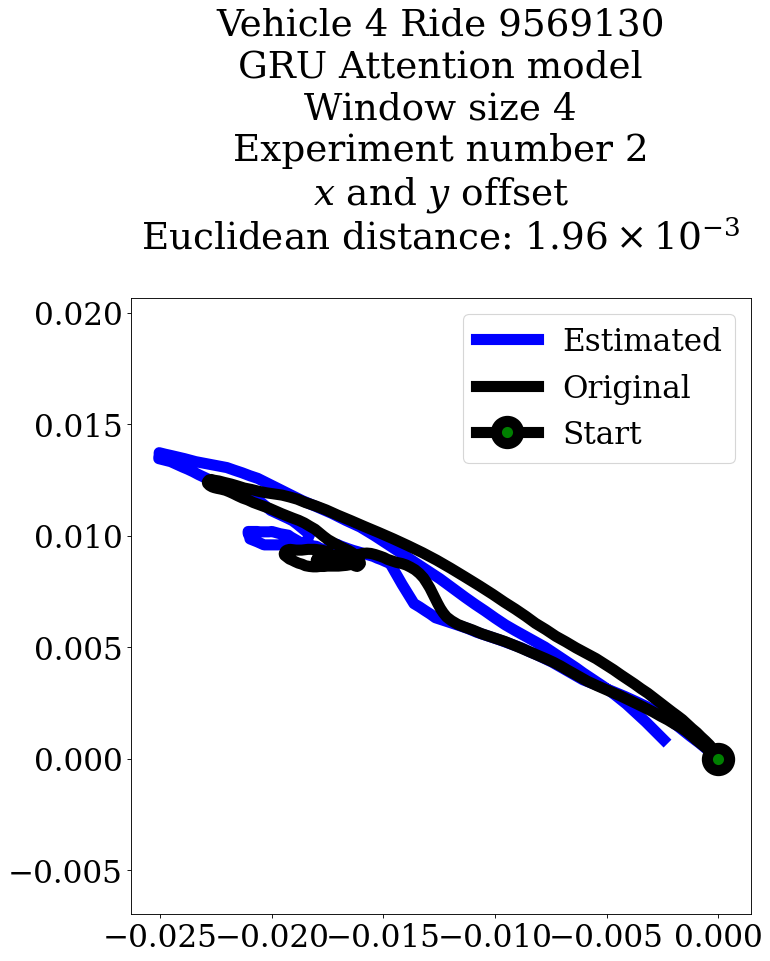 Vehicle 4 Ride 9569130
GRU Attention model
Window size 4
Experiment number 2
x and y offset
Euclidean distance: 1.96 × 10⁻³
Estimated
Original
Start
0.020
0.015
0.010
0.005
0.000
−0.005
−0.025 −0.020 −0.015 −0.010 −0.005 0.000